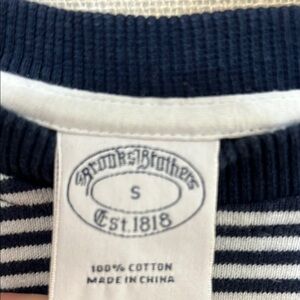 Brooks Brothers
S
Est. 1818
100% COTTON
MADE IN CHINA